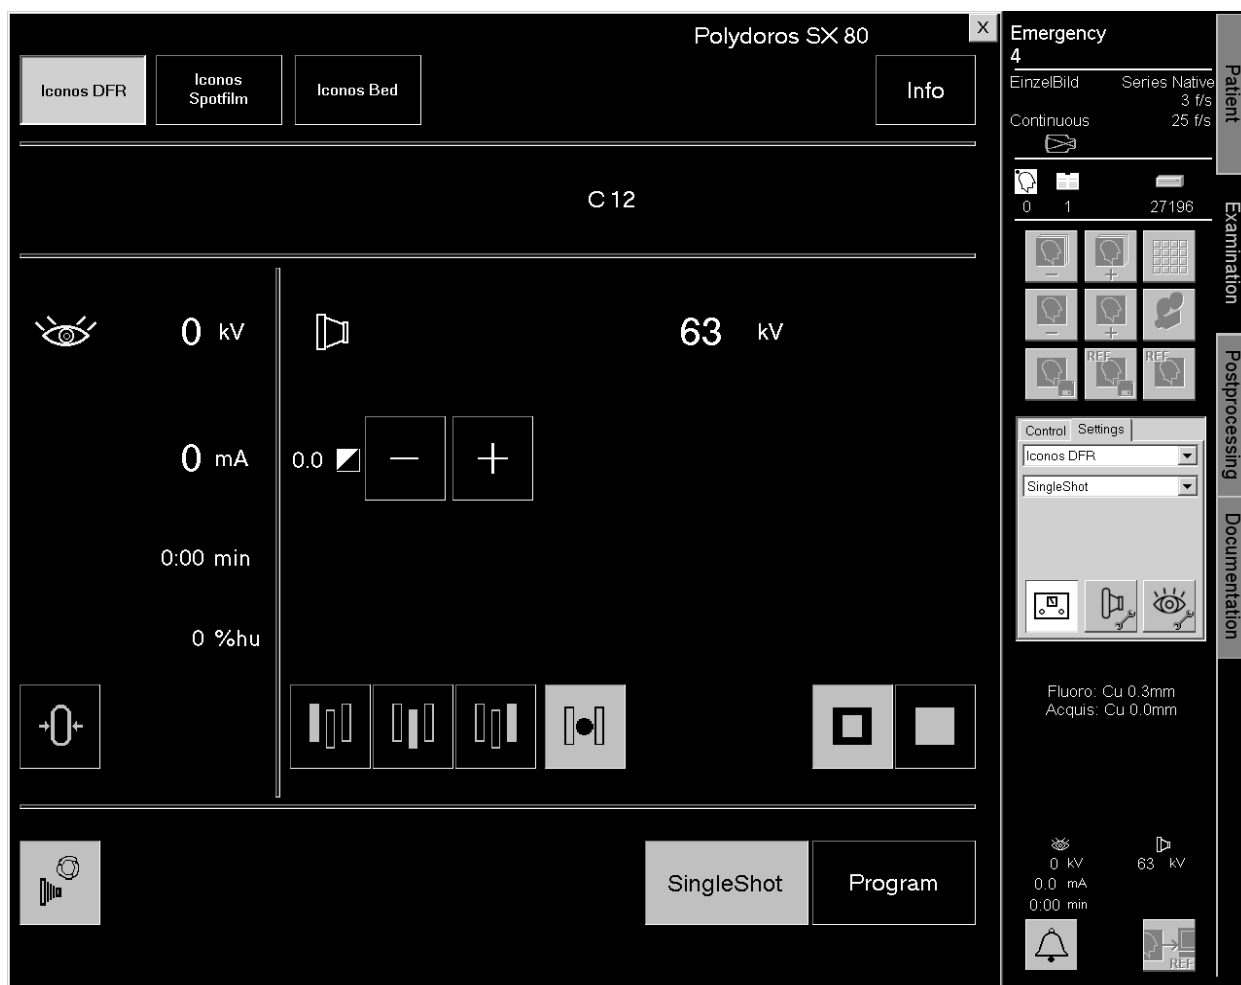 Polydoros SX 80
X
Iconos DFR
Iconos
Spotfilm
Iconos Bed
Info
C 12
0 kV
63 kV
0 mA
0.0
0:00 min
0 %hu
SingleShot
Program
Emergency
4
EinzelBild Series Native
3 f/s
Continuous 25 f/s
0 1 27196
REF
REF
Control Settings
Iconos DFR
SingleShot
Fluoro: Cu 0.3mm
Acquis: Cu 0.0mm
0 kV 63 kV
0.0 mA
0:00 min
REF
Patient
Examination
Postprocessing
Documentation